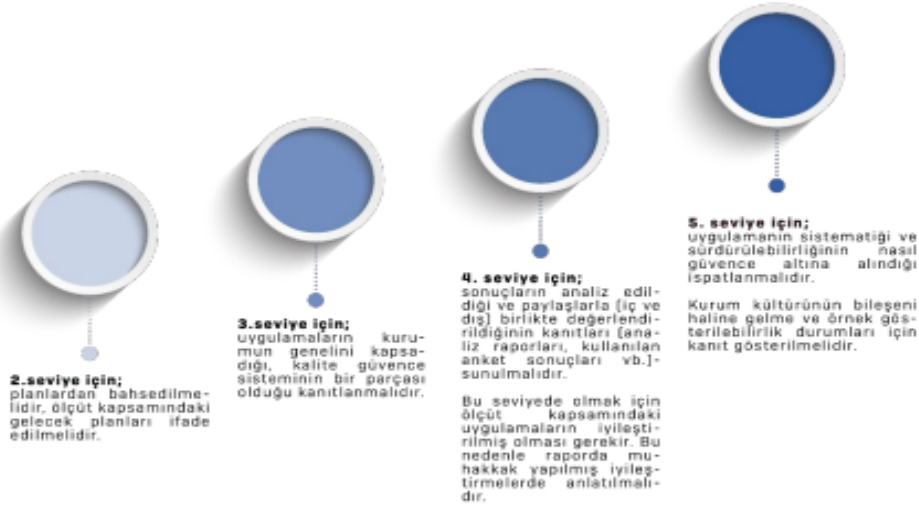 2.seviye için;
planlardan bahsedilme-
lidir, ölçüt kapsamındaki
gelecek planları ifade
edilmelidir.
3.seviye için;
uygulamaların kuru-
mun genelini kapsa-
dığı, kalite güvence
sisteminin bir parçası
olduğu kanıtlanmalıdır.
4. seviye için;
sonuçların analiz edil-
diği ve paylaşlarla (iç ve
dış) birlikte değerlendi-
rildiğinin kanıtları (ana-
liz raporları, kullanılan
anket sonuçları vb.)-
sunulmalıdır.
Bu seviyede olmak için
ölçüt kapsamındaki
uygulamaların iyileşti-
rilmiş olması gerekir. Bu
nedenle raporda mu-
hakkak yapılmış iyileş-
tirmelerde anlatılmalı-
dır.
5. seviye için;
uygulamanın sistematiği ve
sürdürülebilirliğinin nasıl
güvence altına alındığı
ispatlanmalıdır.
Kurum kültürünün bileşeni
haline gelme ve örnek gös-
terilebilirlik durumları için
kanıt gösterilmelidir.